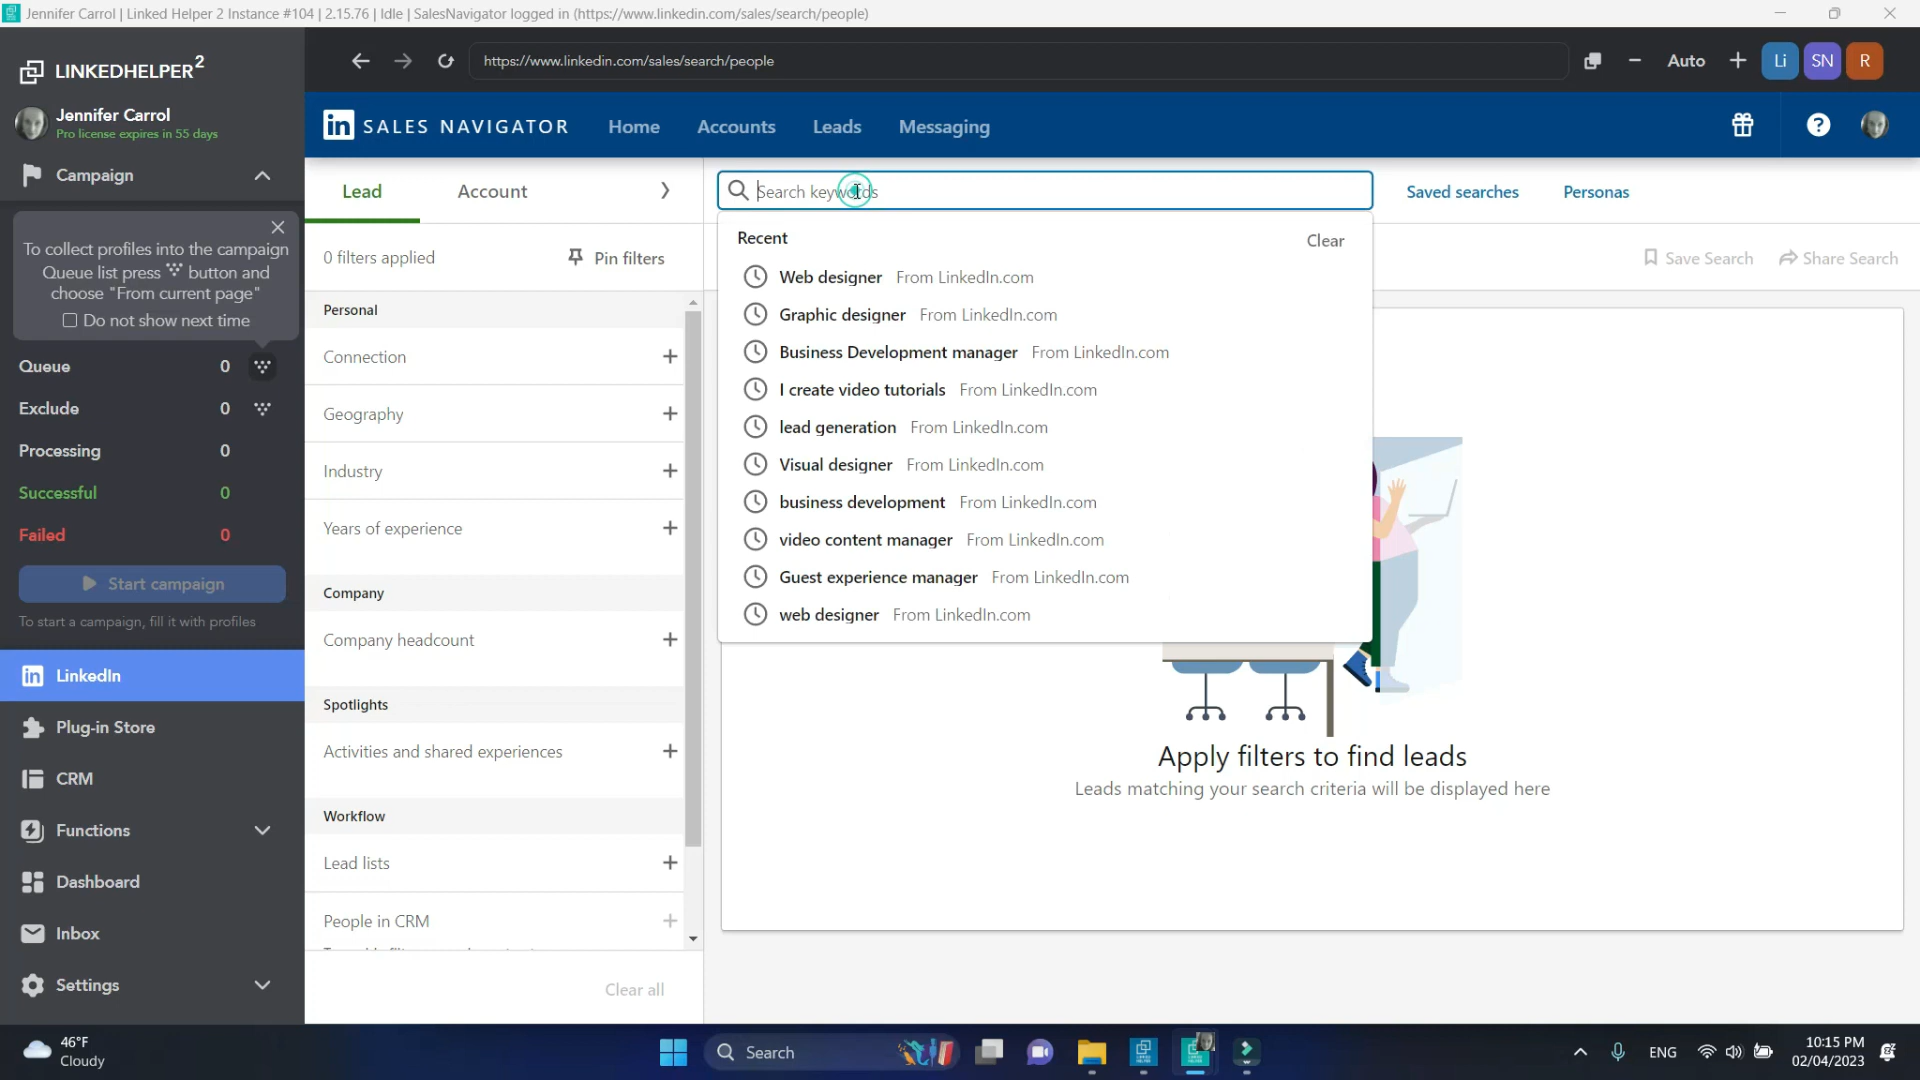 Jennifer Carrol | Linked Helper 2 Instance #104 | 2.15.76 | Idle | SalesNavigator logged in (https://www.linkedin.com/sales/search/people)
LINKEDHELPER 2
https://www.linkedin.com/sales/search/people
Auto
Li
SN
R
Jennifer Carrol
Pro license expires in 55 days
in SALES NAVIGATOR
Home
Accounts
Leads
Messaging
?
Campaign
To collect profiles into the campaign
Queue list press button and
choose "From current page"
Do not show next time
Queue 0
Exclude 0
Processing 0
Successful 0
Failed 0
Start campaign
To start a campaign, fill it with profiles
in LinkedIn
Plug-in Store
CRM
Functions
Dashboard
Inbox
Settings
Lead
Account
0 filters applied
Pin filters
Personal
Connection
Geography
Industry
Years of experience
Company
Company headcount
Spotlights
Activities and shared experiences
Workflow
Lead lists
People in CRM
Clear all
Search keywords
Saved searches
Personas
Save Search
Share Search
Recent
Clear
Web designer From LinkedIn.com
Graphic designer From LinkedIn.com
Business Development manager From LinkedIn.com
I create video tutorials From LinkedIn.com
lead generation From LinkedIn.com
Visual designer From LinkedIn.com
business development From LinkedIn.com
video content manager From LinkedIn.com
Guest experience manager From LinkedIn.com
web designer From LinkedIn.com
Apply filters to find leads
Leads matching your search criteria will be displayed here
46°F
Cloudy
Search
ENG
10:15 PM
02/04/2023